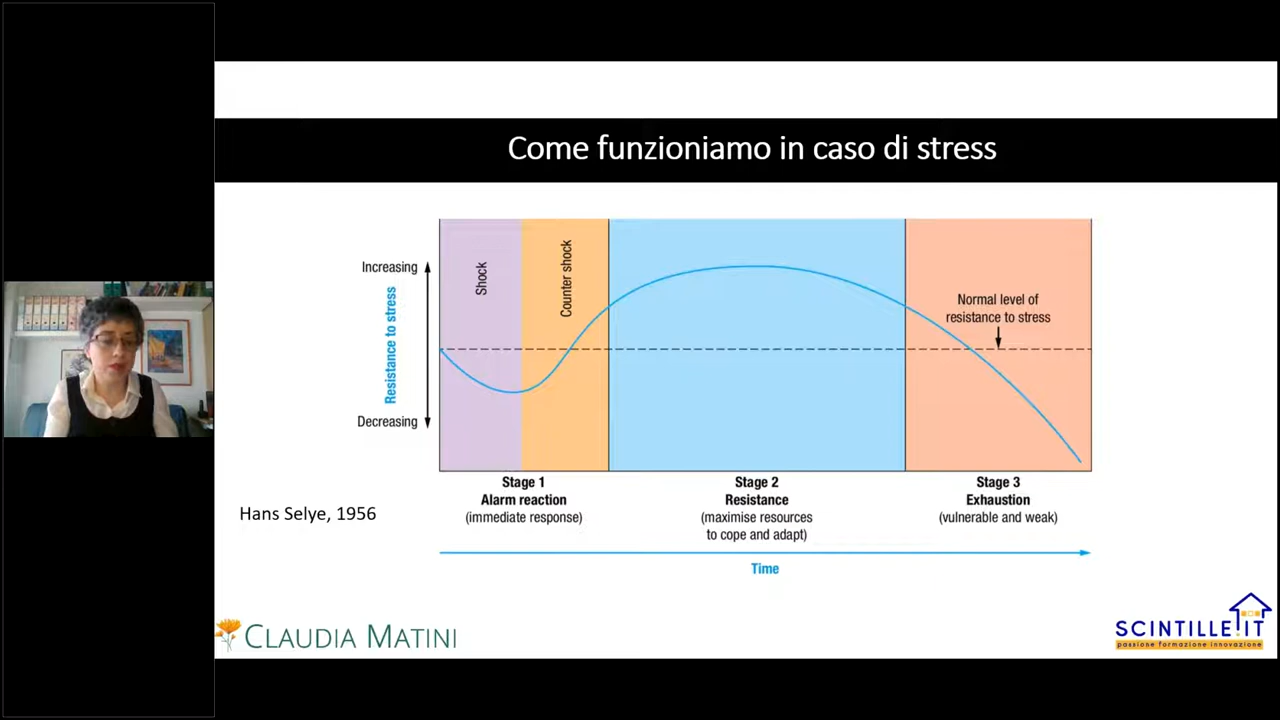 Come funzioniamo in caso di stress
Increasing
Resistance to stress
Decreasing
Shock
Counter shock
Normal level of
resistance to stress
Stage 1
Alarm reaction
(immediate response)
Stage 2
Resistance
(maximise resources
to cope and adapt)
Stage 3
Exhaustion
(vulnerable and weak)
Time
Hans Selye, 1956
CLAUDIA MATINI
SCINTILLE.IT
passione formazione innovazione